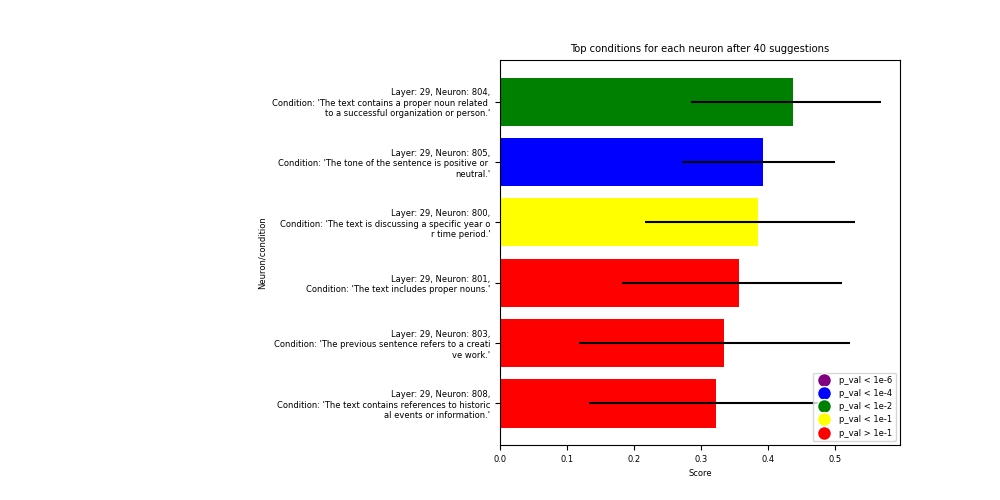 Top conditions for each neuron after 40 suggestions
Layer: 29, Neuron: 804,
Condition: 'The text contains a proper noun related
to a successful organization or person.'
Layer: 29, Neuron: 805,
Condition: 'The tone of the sentence is positive or
neutral.'
Layer: 29, Neuron: 800,
Condition: 'The text is discussing a specific year o
r time period.'
Layer: 29, Neuron: 801,
Condition: 'The text includes proper nouns.'
Layer: 29, Neuron: 803,
Condition: 'The previous sentence refers to a creati
ve work.'
Layer: 29, Neuron: 808,
Condition: 'The text contains references to historic
al events or information.'
Neuron/condition
p_val < 1e-6
p_val < 1e-4
p_val < 1e-2
p_val < 1e-1
p_val > 1e-1
0.0 0.1 0.2 0.3 0.4 0.5
Score